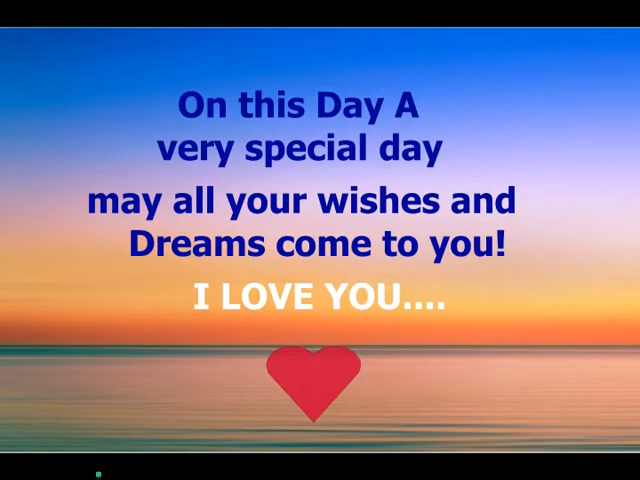 On this Day A
very special day
may all your wishes and
Dreams come to you!
I LOVE YOU....